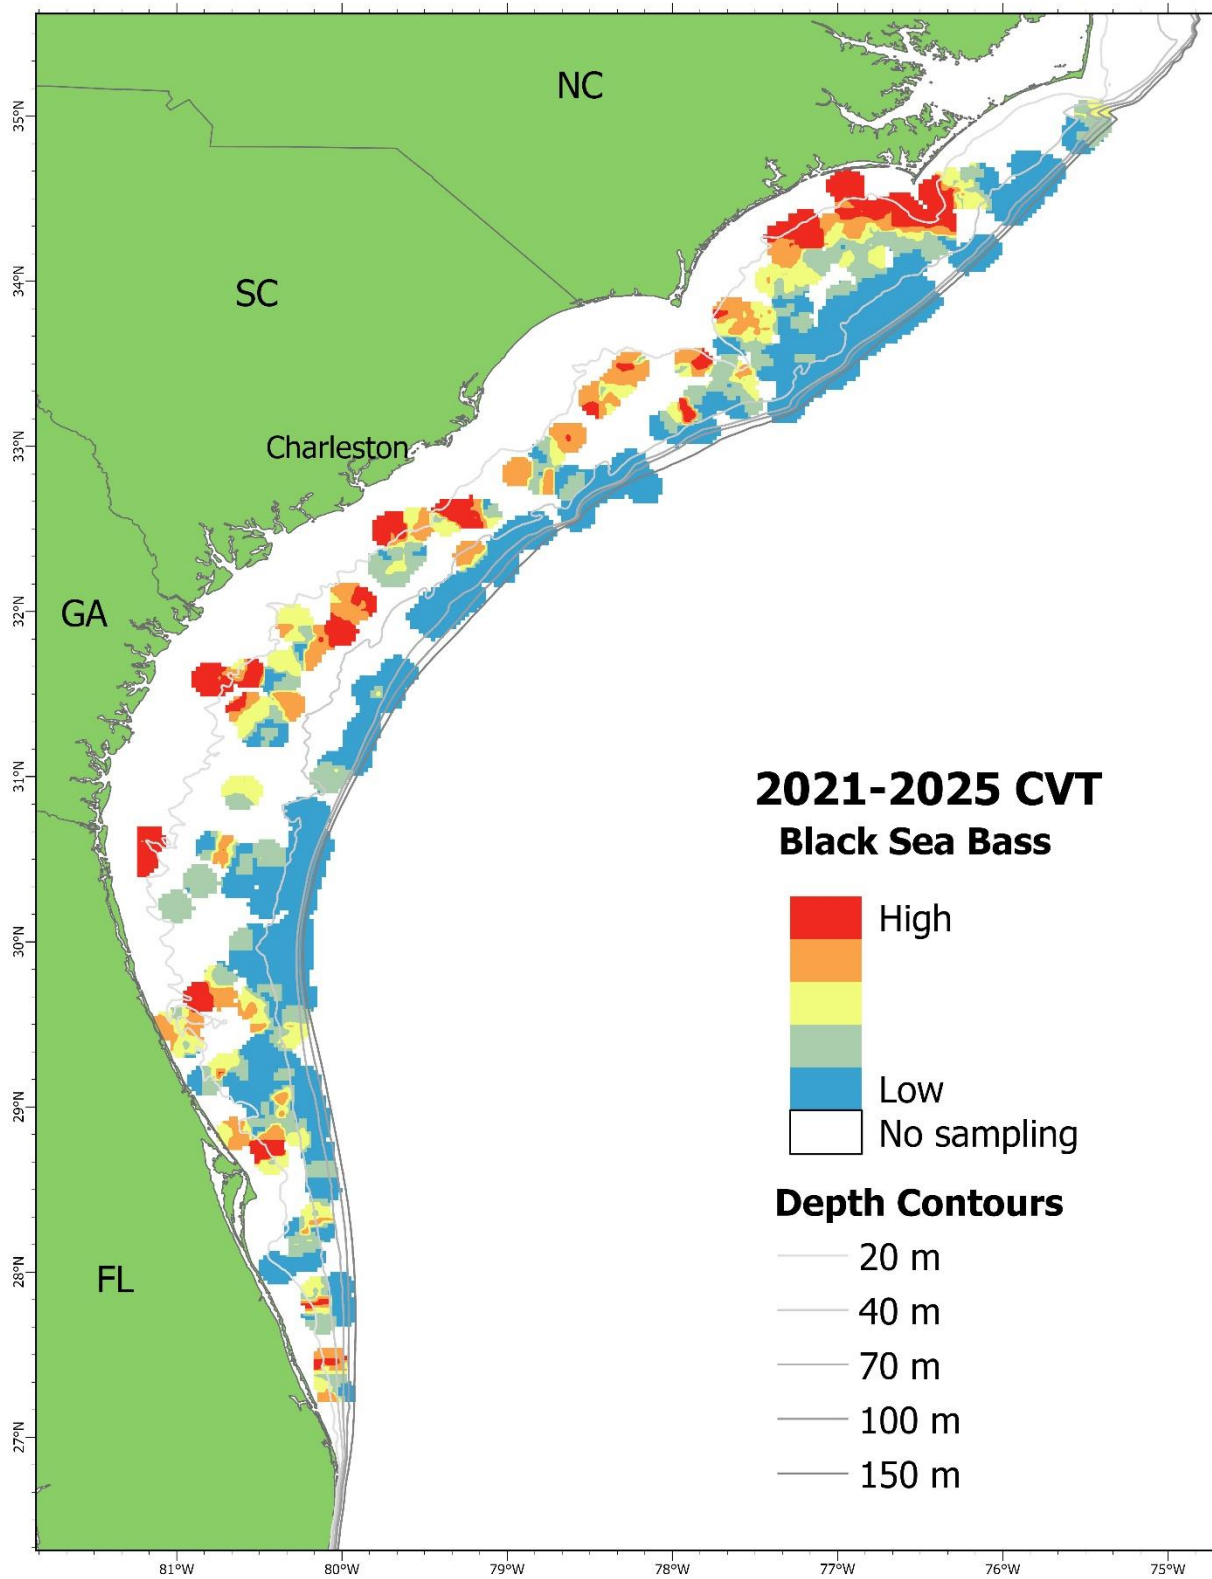 NC
SC
Charleston
GA
FL
35°N
34°N
33°N
32°N
31°N
30°N
29°N
28°N
27°N
2021-2025 CVT
Black Sea Bass
High
Low
No sampling
Depth Contours
20 m
40 m
70 m
100 m
150 m
81°W
80°W
79°W
78°W
77°W
76°W
75°W